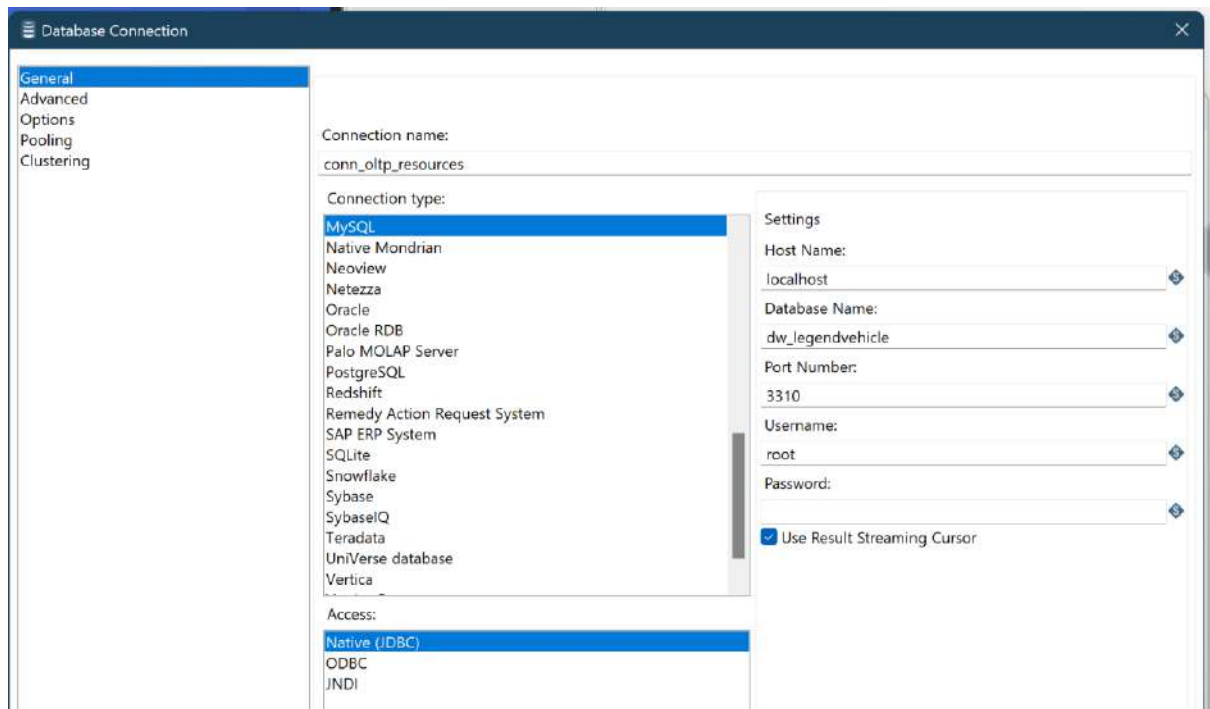 Database Connection
General
Advanced
Options
Pooling
Clustering
Connection name:
conn_oltp_resources
Connection type:
MySQL
Native Mondrian
Neoview
Netezza
Oracle
Oracle RDB
Palo MOLAP Server
PostgreSQL
Redshift
Remedy Action Request System
SAP ERP System
SQLite
Snowflake
Sybase
SybaseIQ
Teradata
UniVerse database
Vertica
Access:
Native (JDBC)
ODBC
JNDI
Settings
Host Name:
localhost
Database Name:
dw_legendvehicle
Port Number:
3310
Username:
root
Password:
Use Result Streaming Cursor